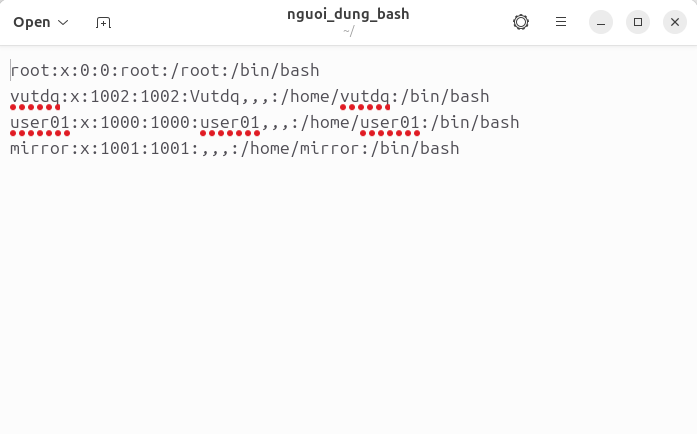 Open
nguoi_dung_bash
~/
root:x:0:0:root:/root:/bin/bash
vutdq:x:1002:1002:Vutdq,,,:/home/vutdq:/bin/bash
user01:x:1000:1000:user01,,,:/home/user01:/bin/bash
mirror:x:1001:1001:,,,:/home/mirror:/bin/bash